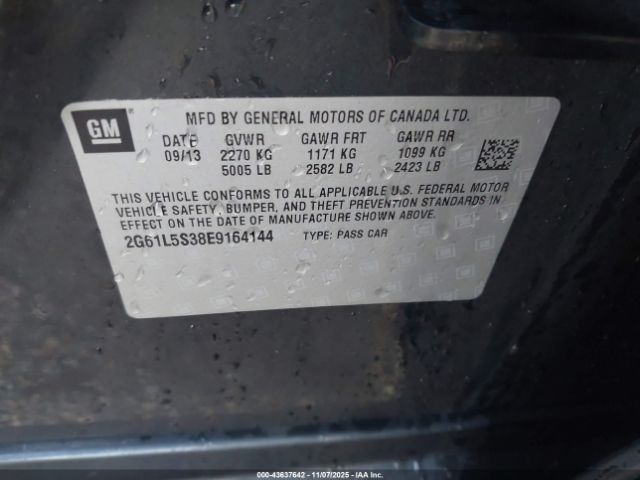 GM
MFD BY GENERAL MOTORS OF CANADA LTD.
DATE GVWR GAWR FRT GAWR RR
09/13 2270 KG 1171 KG 1099 KG
5005 LB 2582 LB 2423 LB
THIS VEHICLE CONFORMS TO ALL APPLICABLE U.S. FEDERAL MOTOR
VEHICLE SAFETY, BUMPER, AND THEFT PREVENTION STANDARDS IN
EFFECT ON THE DATE OF MANUFACTURE SHOWN ABOVE.
2G61L5S38E9164144 TYPE: PASS CAR
000-43637642 - 11/07/2025 - IAAI.COM